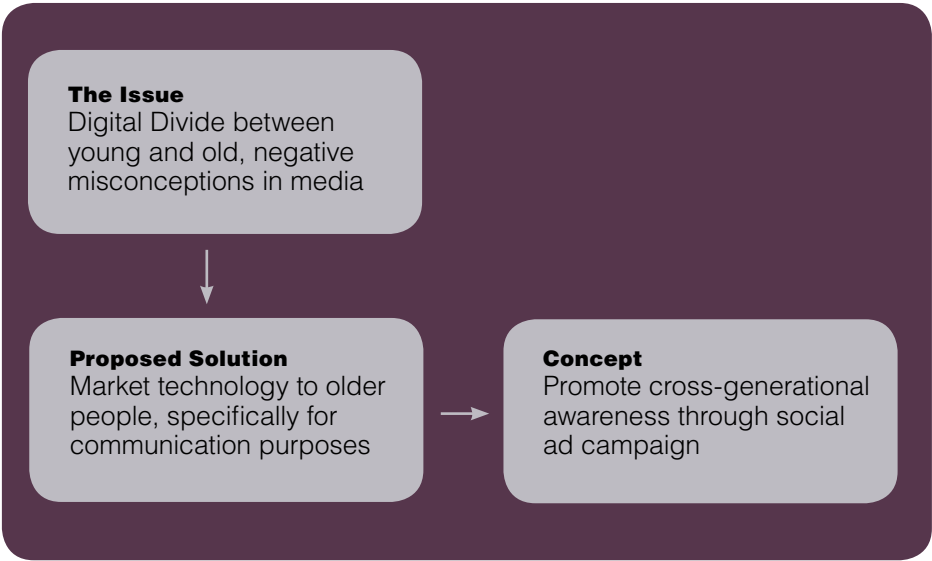 The Issue
Digital Divide between
young and old, negative
misconceptions in media
Proposed Solution
Market technology to older
people, specifically for
communication purposes
Concept
Promote cross-generational
awareness through social
ad campaign